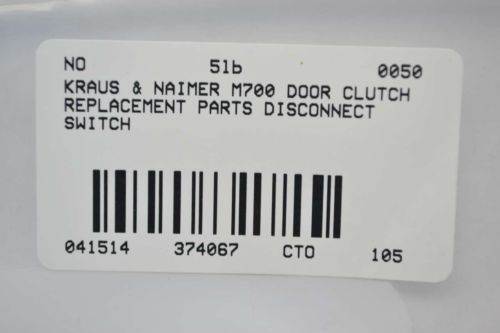 NO 51b 0050
KRAUS & NAIMER M700 DOOR CLUTCH
REPLACEMENT PARTS DISCONNECT
SWITCH
041514 374067 CTO 105